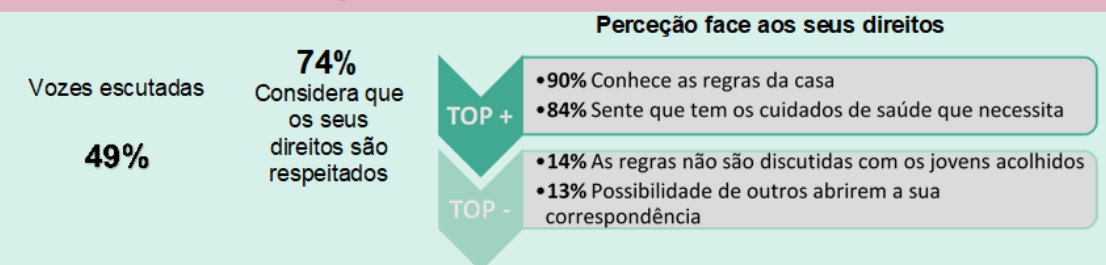 Perceção face aos seus direitos
Vozes escutadas
49%
74%
Considera que
os seus
direitos são
respeitados
TOP +
•90% Conhece as regras da casa
•84% Sente que tem os cuidados de saúde que necessita
TOP -
•14% As regras não são discutidas com os jovens acolhidos
•13% Possibilidade de outros abrirem a sua
correspondência